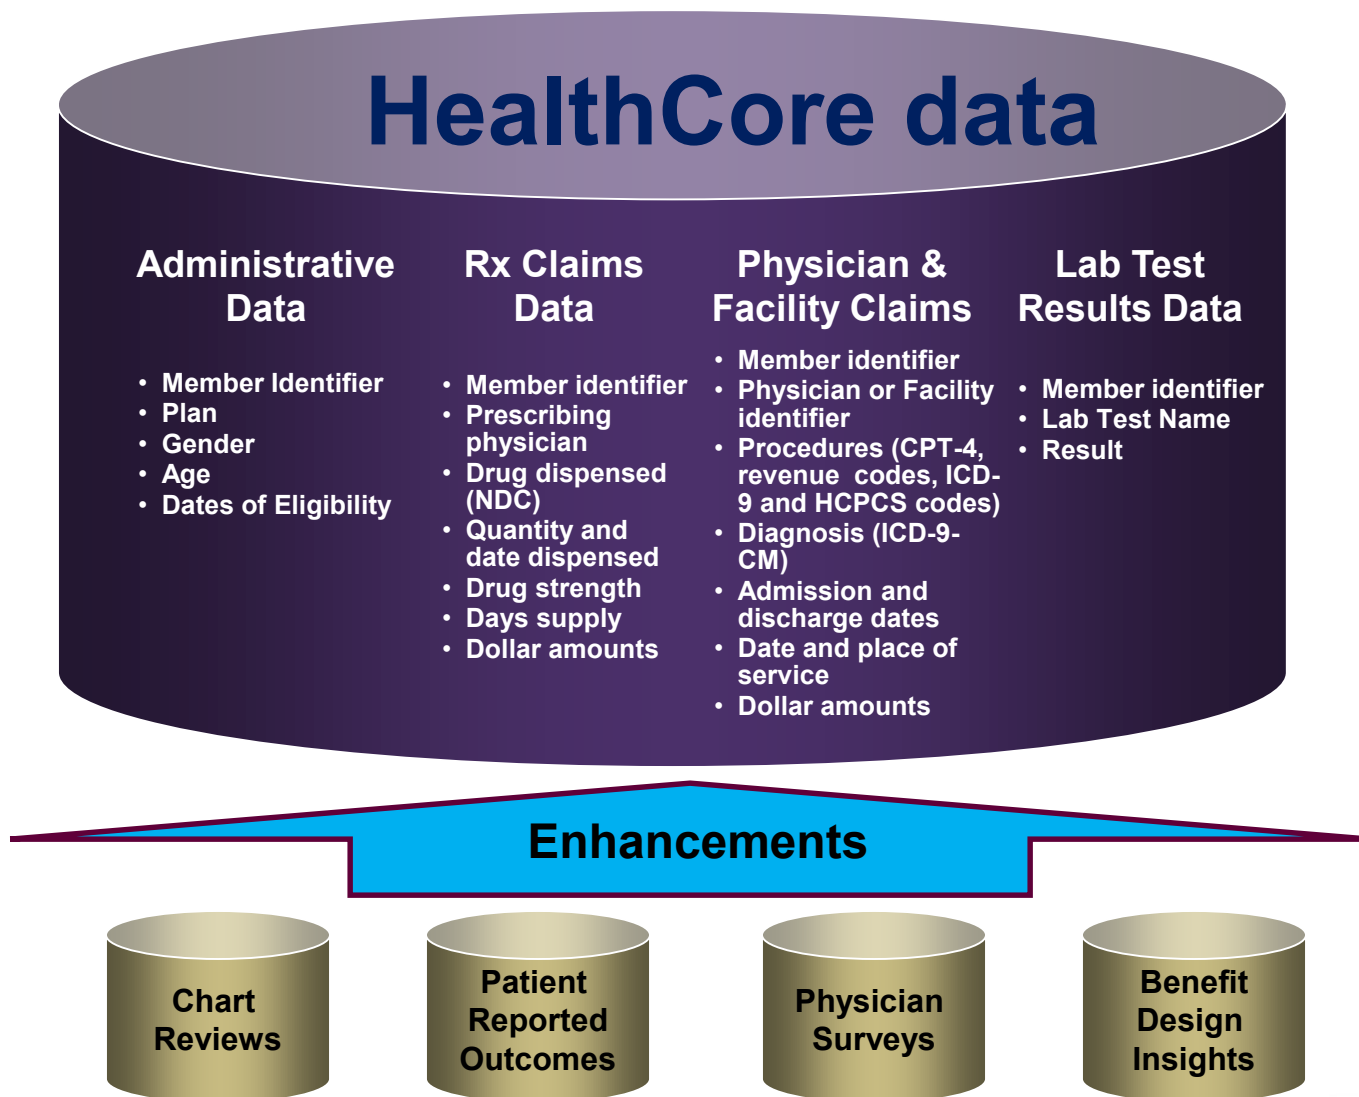 HealthCore data
Administrative
Data
• Member Identifier
• Plan
• Gender
• Age
• Dates of Eligibility
Rx Claims
Data
• Member identifier
• Prescribing
physician
• Drug dispensed
(NDC)
• Quantity and
date dispensed
• Drug strength
• Days supply
• Dollar amounts
Physician &
Facility Claims
• Member identifier
• Physician or Facility
identifier
• Procedures (CPT-4,
revenue codes, ICD-
9 and HCPCS codes)
• Diagnosis (ICD-9-
CM)
• Admission and
discharge dates
• Date and place of
service
• Dollar amounts
Lab Test
Results Data
• Member identifier
• Lab Test Name
• Result
Enhancements
Chart
Reviews
Patient
Reported
Outcomes
Physician
Surveys
Benefit
Design
Insights